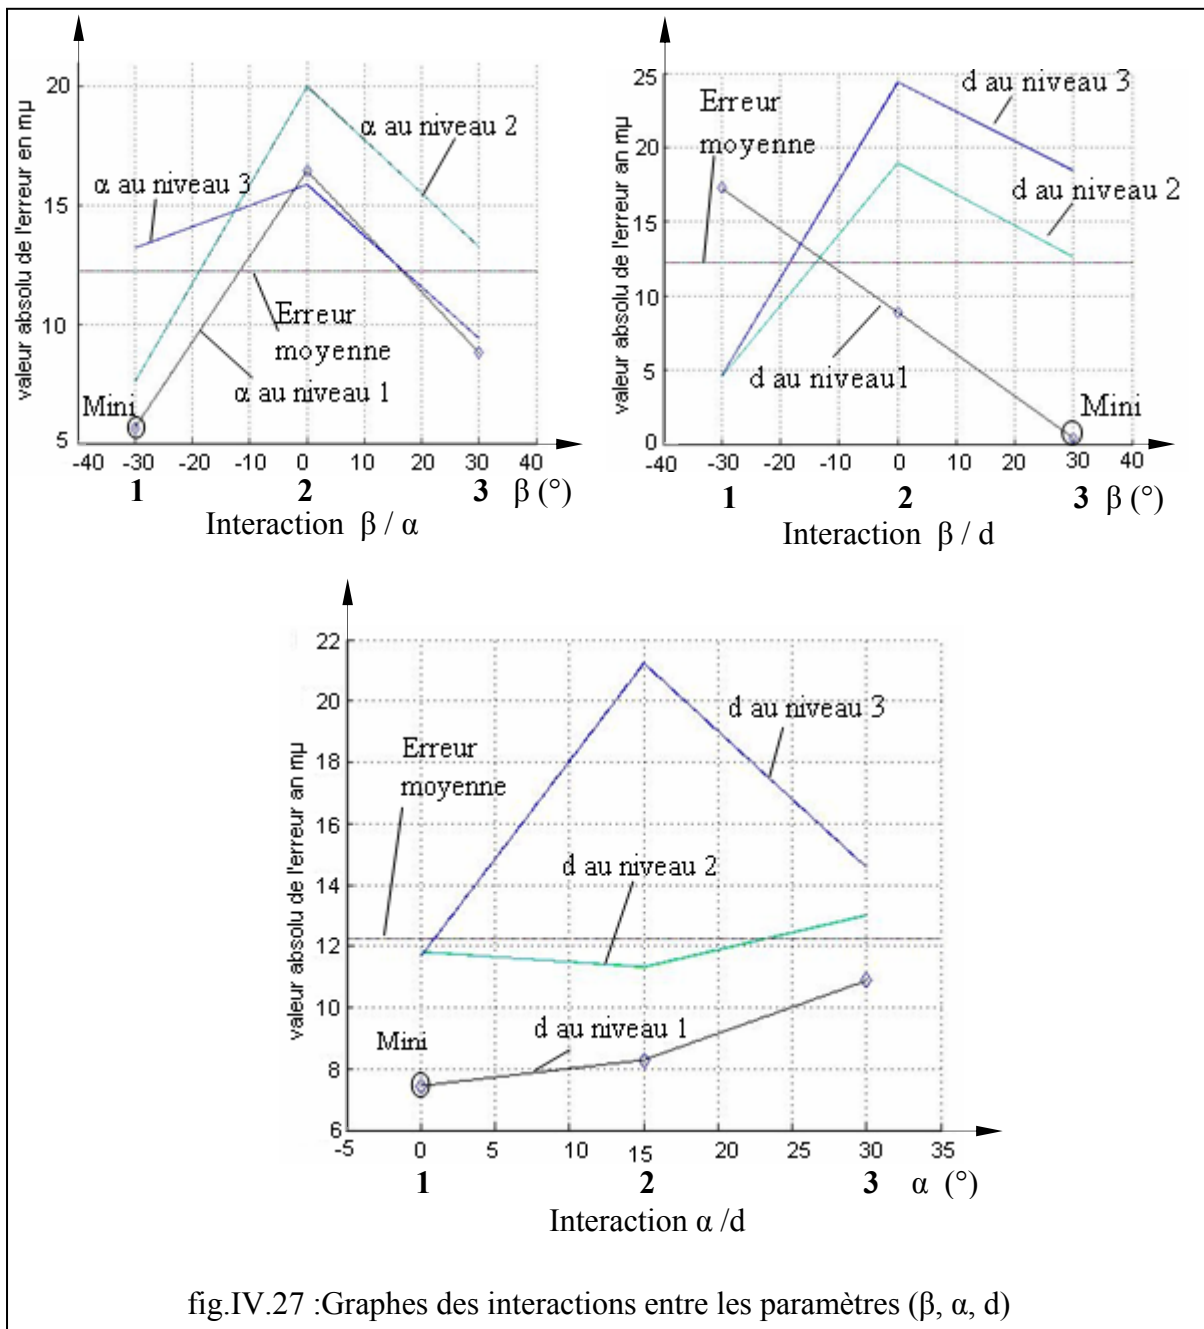 valeur absolu de l'erreur en mµ
20
15
10
5
α au niveau 2
α au niveau 3
Erreur
moyenne
α au niveau 1
Mini
-40 -30 -20 -10 0 10 20 30 40
1 2 3 β (°)
Interaction β / α
valeur absolu de l'erreur an mµ
25
20
15
10
5
0
Erreur
moyenne
d au niveau 3
d au niveau 2
d au niveau1
Mini
-40 -30 -20 -10 0 10 20 30 40
1 2 3 β (°)
Interaction β / d
valeur absolu de l'erreur an mµ
22
20
18
16
14
12
10
8
6
d au niveau 3
Erreur
moyenne
d au niveau 2
d au niveau 1
Mini
-5 0 5 10 15 20 25 30 35
1 2 3 α (°)
Interaction α /d
fig.IV.27 :Graphes des interactions entre les paramètres (β, α, d)